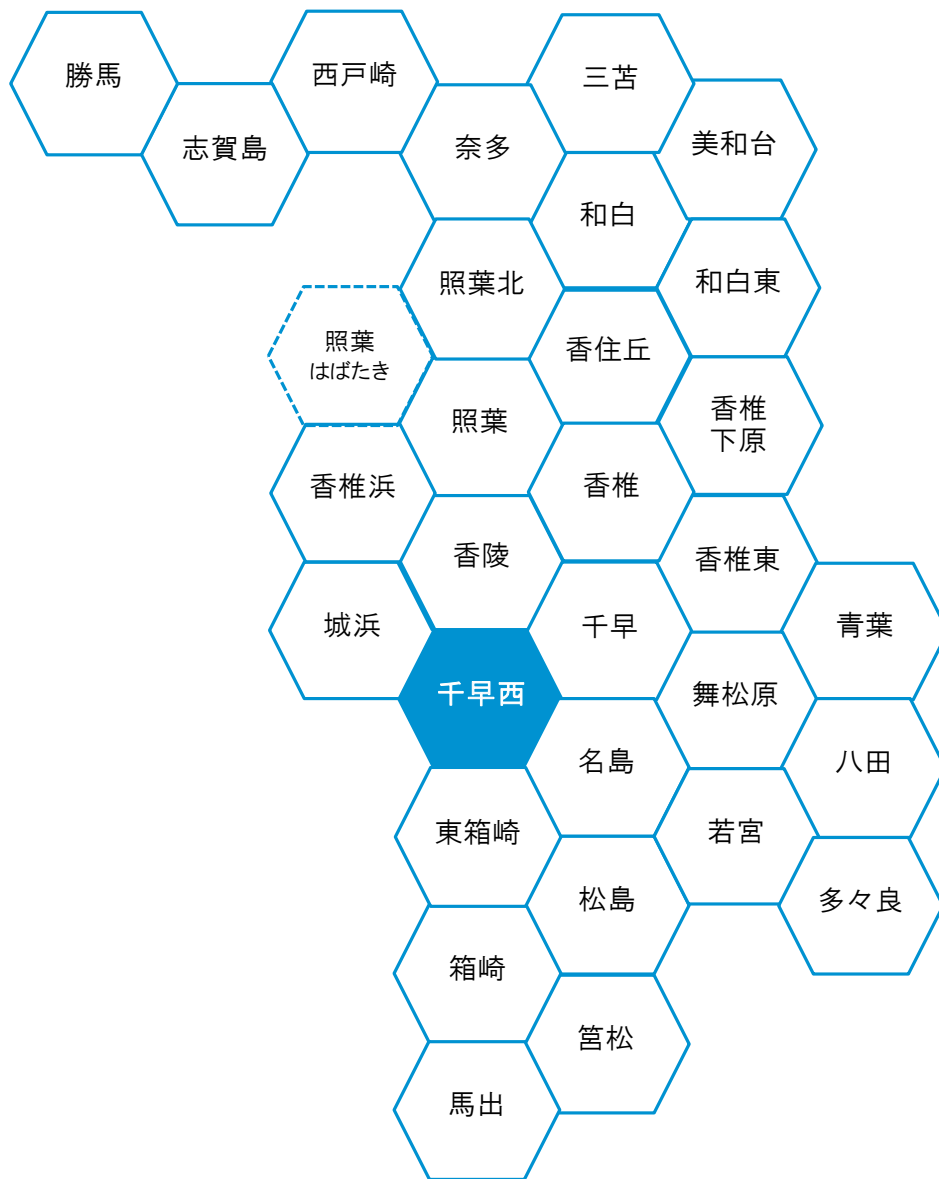 勝馬
西戸崎
三苫
志賀島
奈多
美和台
和白
照葉北
和白東
照葉
はばたき
香住丘
照葉
香椎
下原
香椎浜
香椎
香陵
香椎東
城浜
千早
青葉
千早西
舞松原
名島
八田
東箱崎
若宮
松島
多々良
箱崎
筥松
馬出